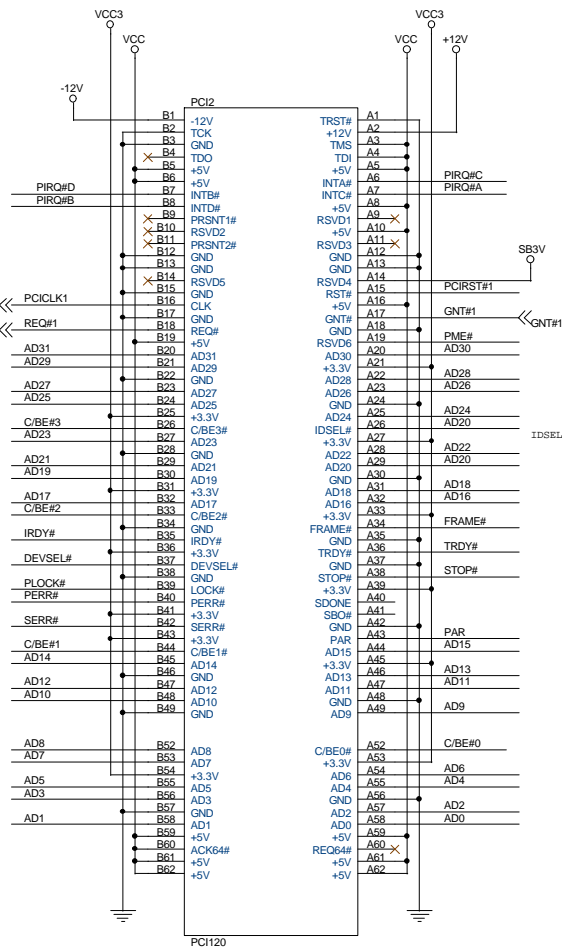 VCC3
VCC3
VCC
VCC
+12V
-12V
PCI2
B1 -12V TRST# A1
B2 TCK +12V A2
B3 GND TMS A3
B4 TDO TDI A4
B5 +5V +5V A5
B6 +5V INTA# A6 PIRQ#C
PIRQ#D B7 INTB# INTC# A7 PIRQ#A
PIRQ#B B8 INTD# +5V A8
B9 PRSNT1# RSVD1 A9
B10 RSVD2 +5V A10
B11 PRSNT2# RSVD3 A11
B12 GND GND A12
B13 GND GND A13
SB3V
B14 RSVD5 RSVD4 A14
B15 GND RST# A15 PCIRST#1
PCICLK1 B16 CLK +5V A16
B17 GND GNT# A17 GNT#1
GNT#1
REQ#1 B18 REQ# GND A18
B19 +5V RSVD6 A19 PME#
AD31 B20 AD31 AD30 A20 AD30
AD29 B21 AD29 +3.3V A21
B22 GND AD28 A22 AD28
AD27 B23 AD27 AD26 A23 AD26
AD25 B24 AD25 GND A24
B25 +3.3V AD24 A25 AD24
C/BE#3 B26 C/BE3# IDSEL# A26 AD20
IDSEL
AD23 B27 AD23 +3.3V A27
B28 GND AD22 A28 AD22
AD21 B29 AD21 AD20 A29 AD20
AD19 B30 AD19 GND A30
B31 +3.3V AD18 A31 AD18
AD17 B32 AD17 AD16 A32 AD16
C/BE#2 B33 C/BE2# +3.3V A33
B34 GND FRAME# A34 FRAME#
IRDY# B35 IRDY# GND A35
B36 +3.3V TRDY# A36 TRDY#
DEVSEL# B37 DEVSEL# GND A37
B38 GND STOP# A38 STOP#
PLOCK# B39 LOCK# +3.3V A39
PERR# B40 PERR# SDONE A40
B41 +3.3V SBO# A41
SERR# B42 SERR# GND A42
B43 +3.3V PAR A43 PAR
C/BE#1 B44 C/BE1# AD15 A44 AD15
AD14 B45 AD14 +3.3V A45
B46 GND AD13 A46 AD13
AD12 B47 AD12 AD11 A47 AD11
AD10 B48 AD10 GND A48
B49 GND AD9 A49 AD9
AD8 B52 AD8 C/BE0# A52 C/BE#0
AD7 B53 AD7 +3.3V A53
B54 +3.3V AD6 A54 AD6
AD5 B55 AD5 AD4 A55 AD4
AD3 B56 AD3 GND A56
B57 GND AD2 A57 AD2
AD1 B58 AD1 AD0 A58 AD0
B59 +5V +5V A59
B60 ACK64# REQ64# A60
B61 +5V +5V A61
B62 +5V +5V A62
PCI120